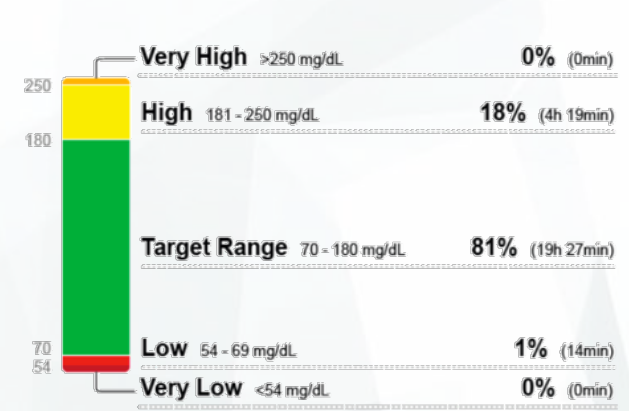 Very High >250 mg/dL 0% (0min)
250
High 181 - 250 mg/dL 18% (4h 19min)
180
Target Range 70 - 180 mg/dL 81% (19h 27min)
70
Low 54 - 69 mg/dL 1% (14min)
54
Very Low <54 mg/dL 0% (0min)